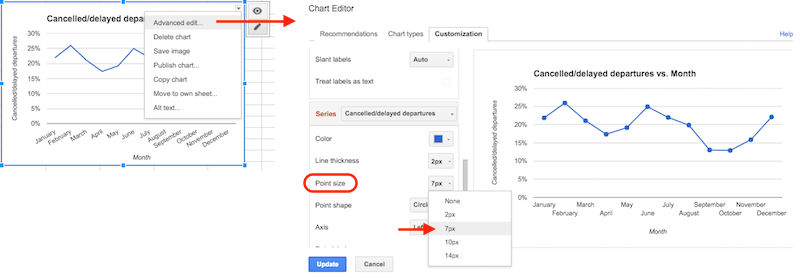 Cancelled/delayed depar
30%
25%
20%
15%
10%
5%
0%
Cancelled/delayed departures
January
February
March
April
May
June
July
August
September
October
November
December
Month
Advanced edit...
Delete chart
Save image
Publish chart...
Copy chart
Move to own sheet...
Alt text...
Chart Editor
Recommendations Chart types Customization Help
Slant labels Auto
Treat labels as text
Series Cancelled/delayed departures
Color
Line thickness 2px
Point size 7px
Point shape Circl
Axis
None
2px
7px
10px
14px
Update Cancel
Cancelled/delayed departures vs. Month
30%
25%
20%
15%
10%
5%
0%
Cancelled/delayed departures
January
February
March
April
May
June
July
August
September
October
November
December
Month